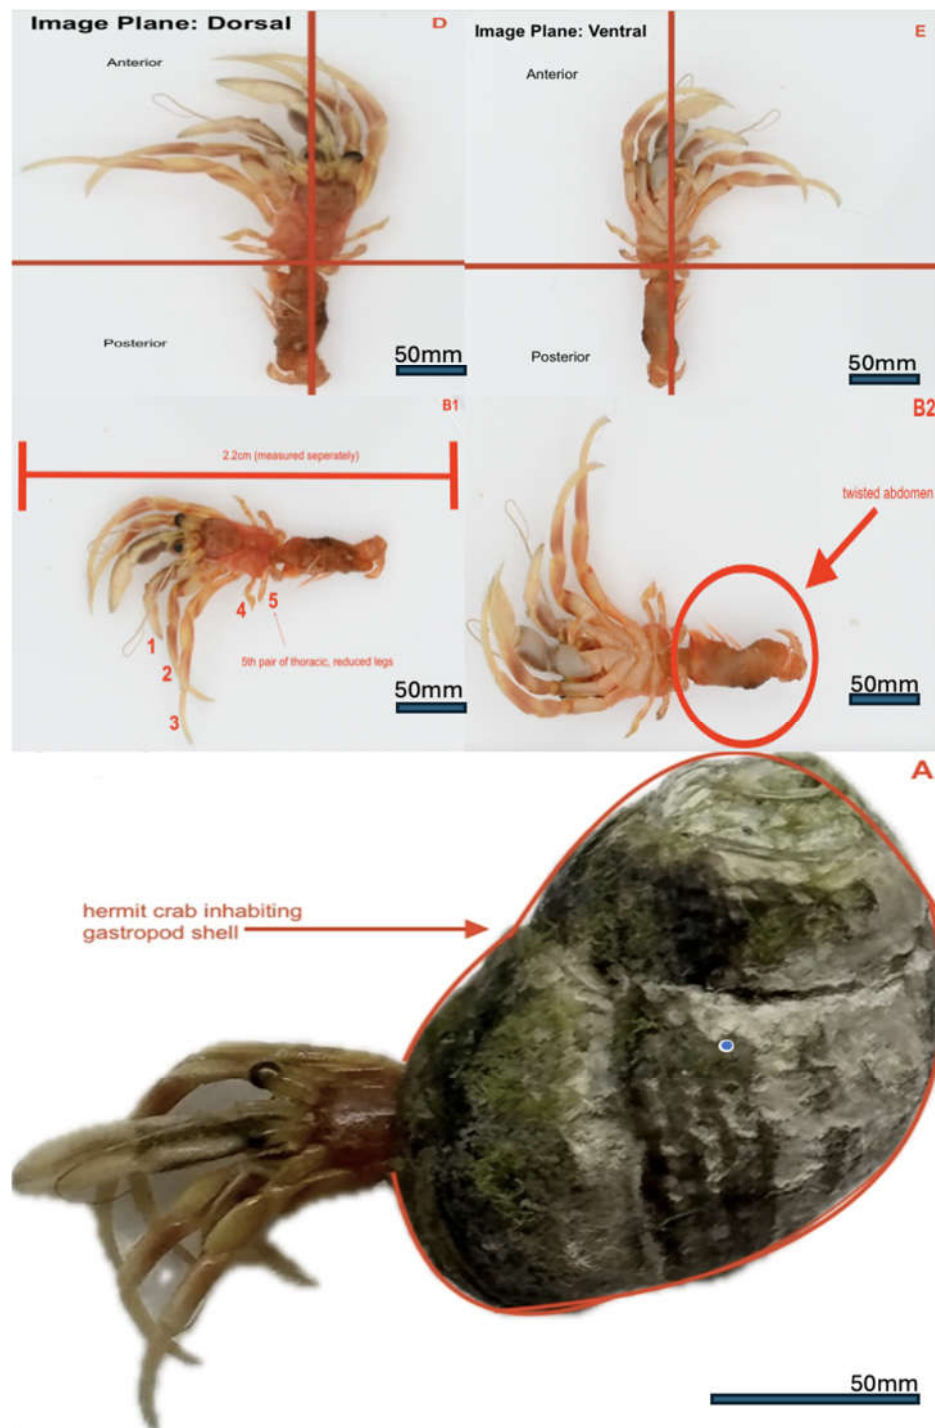 Image Plane: Dorsal
D
Anterior
Posterior
50mm
Image Plane: Ventral
E
Anterior
Posterior
50mm
B1
2.2cm (measured seperately)
4
5
1
2
3
5th pair of thoracic, reduced legs
50mm
B2
twisted abdomen
50mm
A
hermit crab inhabiting
gastropod shell
50mm